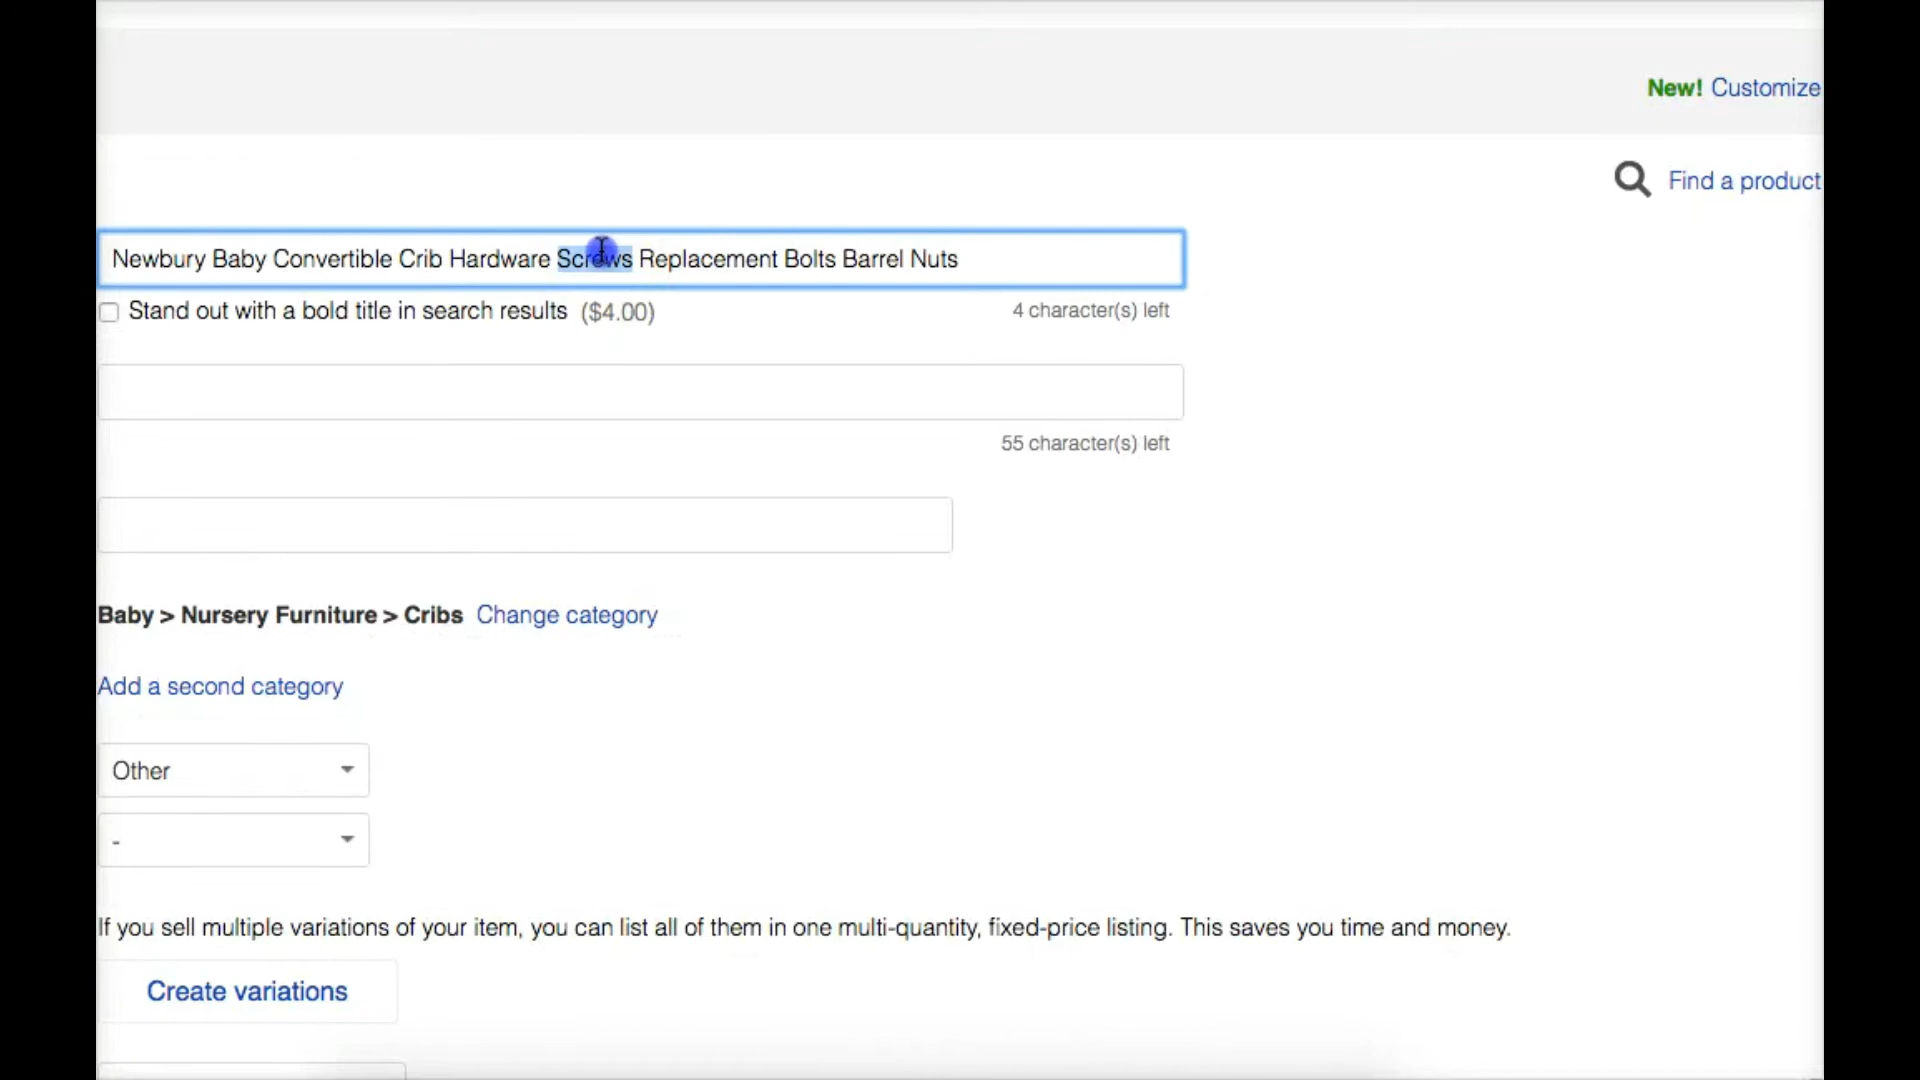 New! Customize
Find a product
Newbury Baby Convertible Crib Hardware Screws Replacement Bolts Barrel Nuts
Stand out with a bold title in search results ($4.00) 4 character(s) left
55 character(s) left
Baby > Nursery Furniture > Cribs Change category
Add a second category
Other
-
If you sell multiple variations of your item, you can list all of them in one multi-quantity, fixed-price listing. This saves you time and money.
Create variations